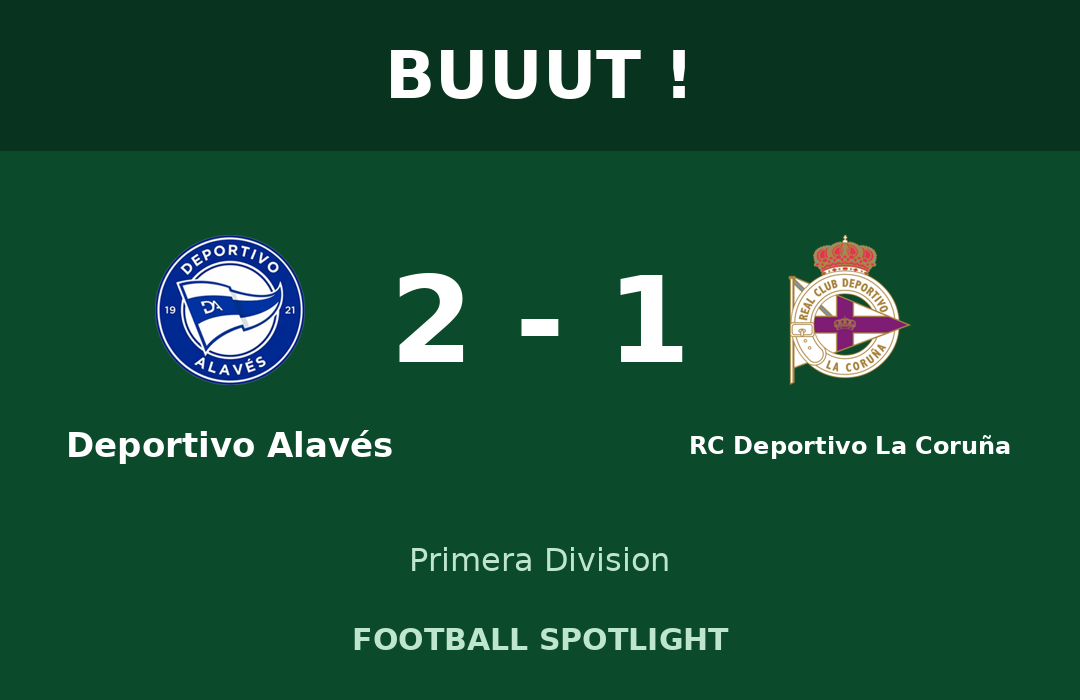 BUUUT !
DEPORTIVO
19 DA 21
ALAVÉS
2 - 1
REAL CLUB DEPORTIVO
LA CORUÑA
Deportivo Alavés
RC Deportivo La Coruña
Primera Division
FOOTBALL SPOTLIGHT